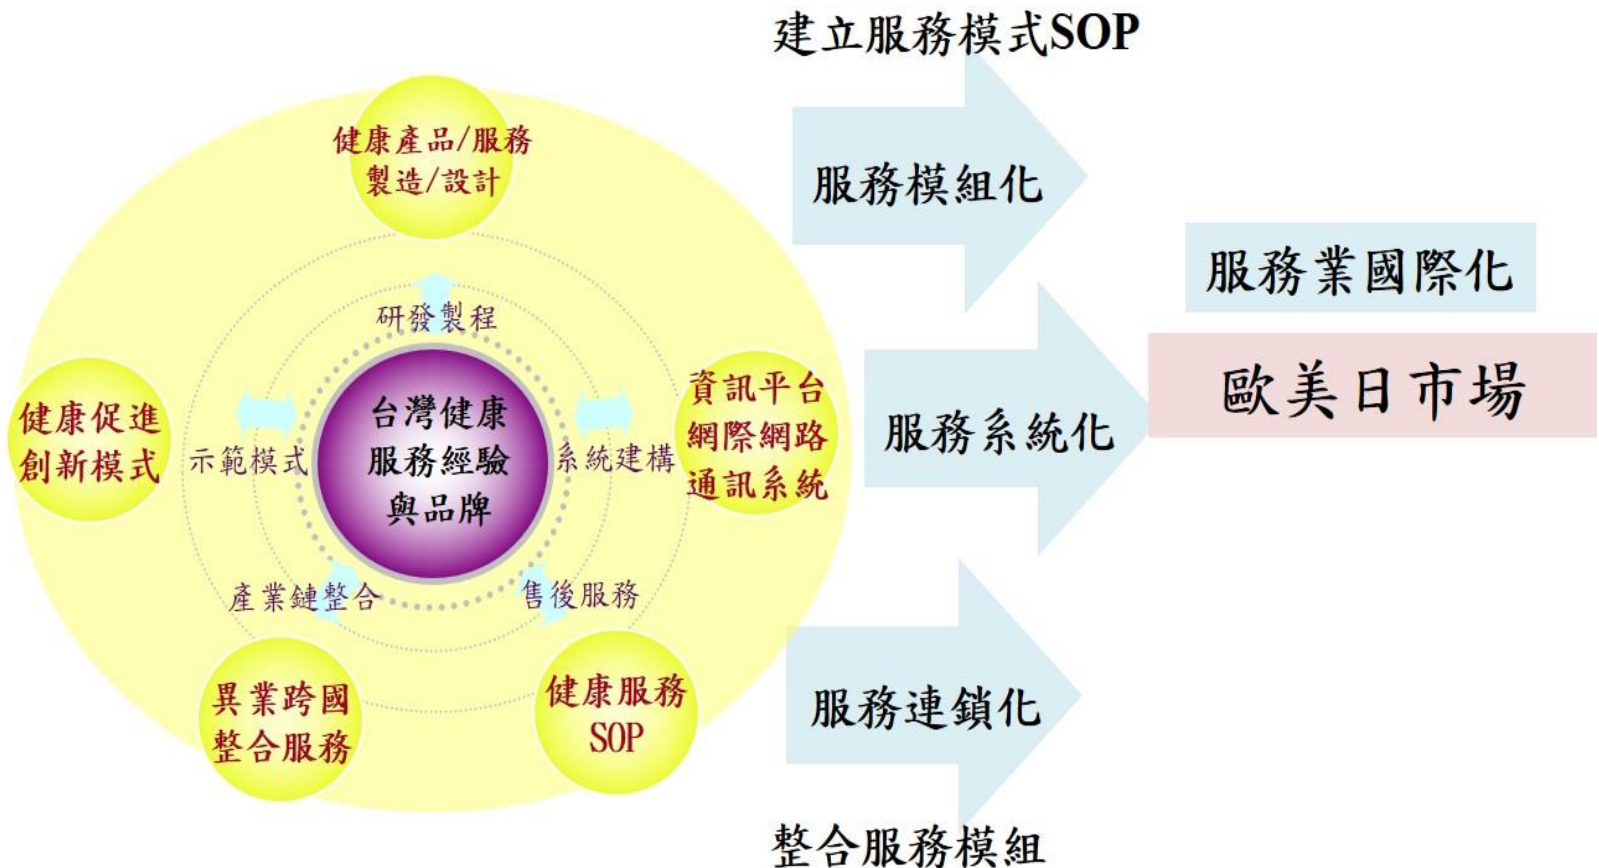 建立服務模式SOP
健康產品/服務
製造/設計
服務模組化
服務業國際化
研發製程
歐美日市場
健康促進
創新模式
示範模式
台灣健康
服務經驗
與品牌
系統建構
資訊平台
網際網路
通訊系統
服務系統化
產業鏈整合
售後服務
異業跨國
整合服務
健康服務
SOP
服務連鎖化
整合服務模組